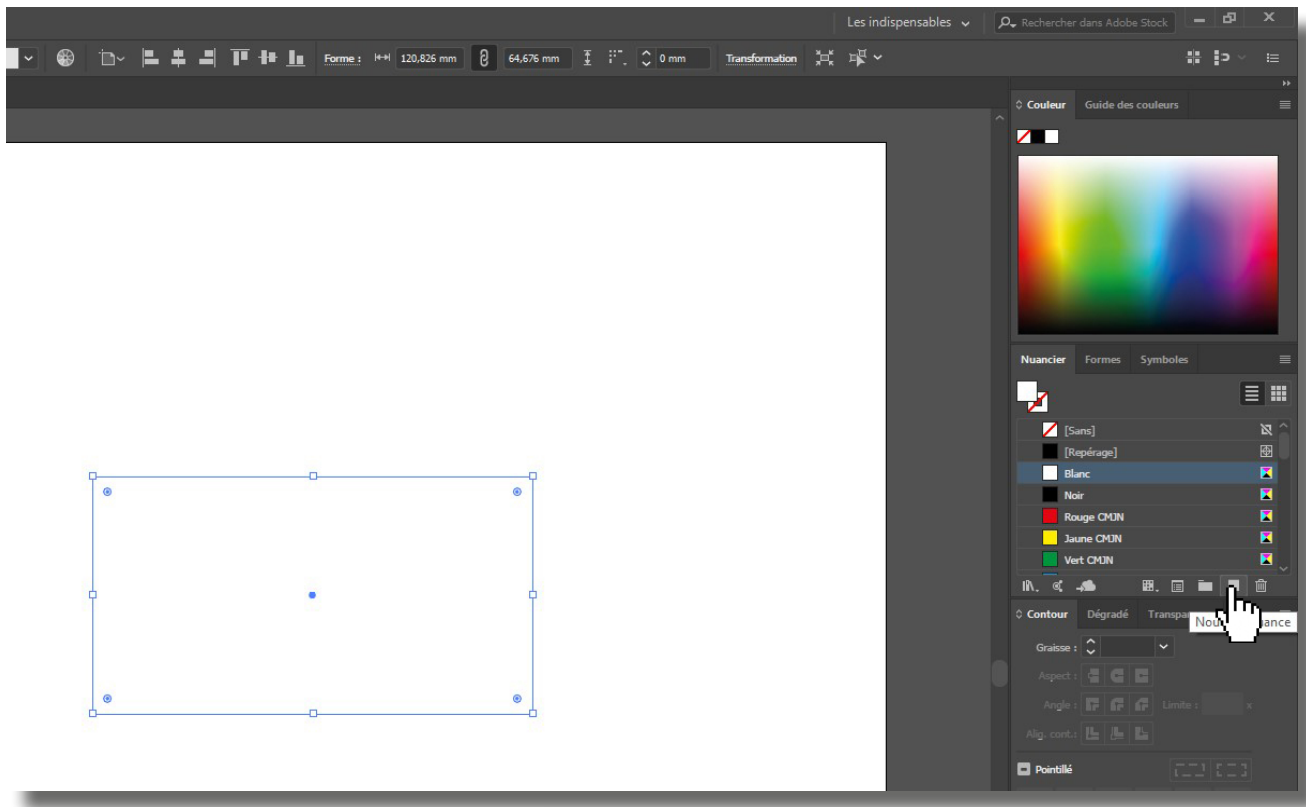 Les indispensables
Rechercher dans Adobe Stock
Forme :
120,826 mm
64,676 mm
0 mm
Transformation
Couleur
Guide des couleurs
Nuancier
Formes
Symboles
[Sans]
[Repérage]
Blanc
Noir
Rouge CMJN
Jaune CMJN
Vert CMJN
Contour
Dégradé
Graisse :
Aspect :
Angle :
Limite :
x
Alig. cont.:
Pointillé